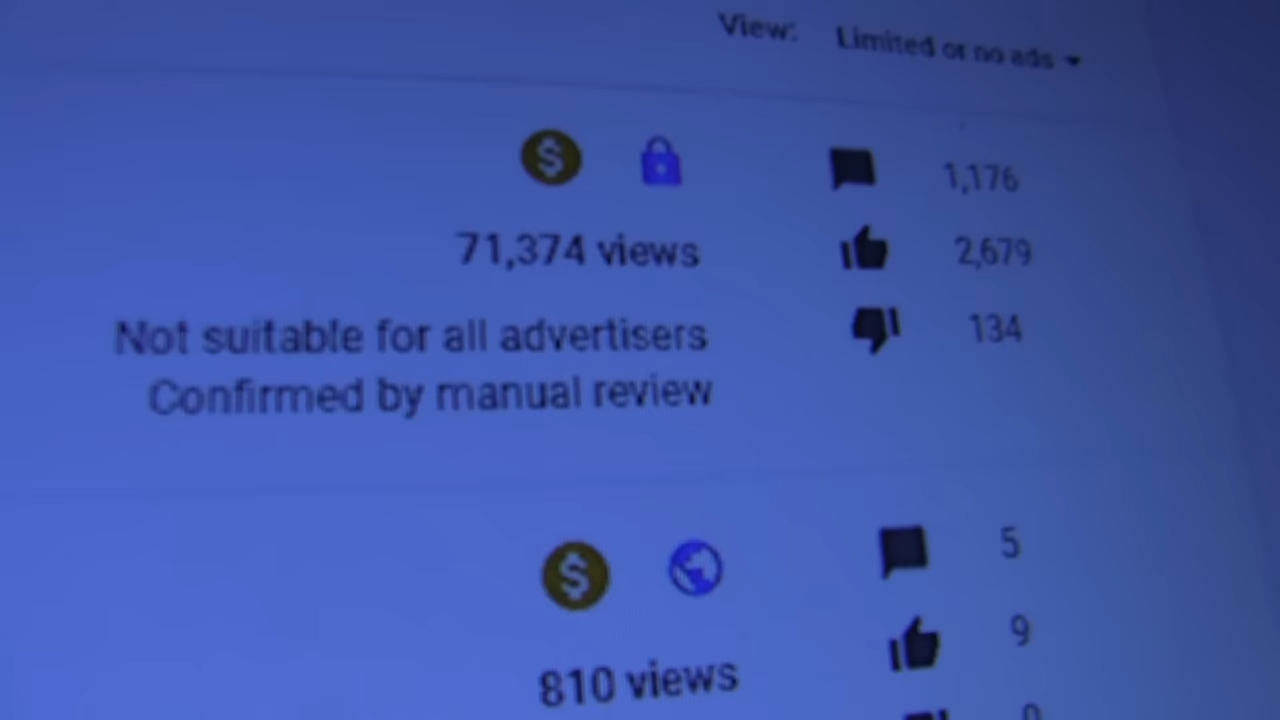 View: Limited or no ads
$
1,176
71,374 views
2,679
Not suitable for all advertisers
134
Confirmed by manual review
$
5
9
810 views
0